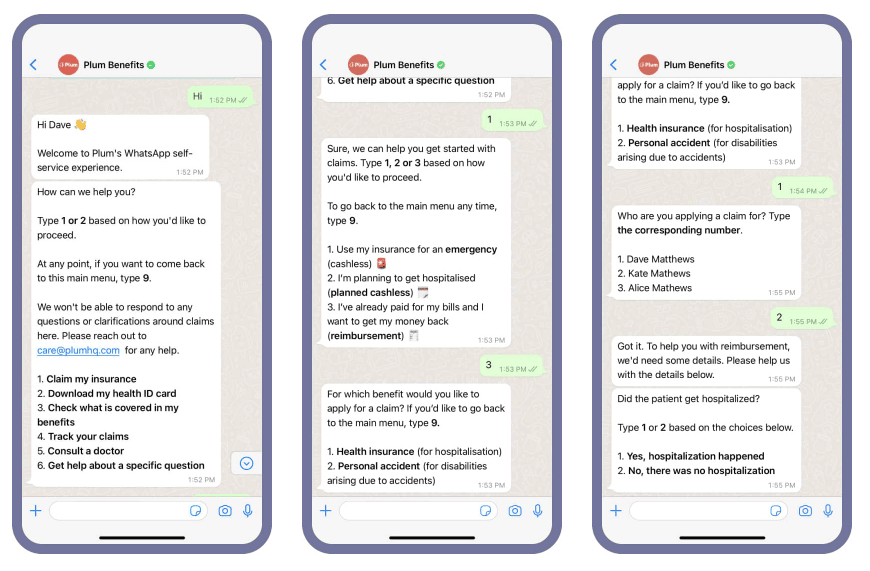 Plum
Plum Benefits
Hi 1:52 PM
Hi Dave 👋
Welcome to Plum's WhatsApp self-
service experience.
1:52 PM
How can we help you?
Type 1 or 2 based on how you'd like to
proceed.
At any point, if you want to come back
to this main menu, type 9.
We won't be able to respond to any
questions or clarifications around claims
here. Please reach out to
care@plumhq.com for any help.
1. Claim my insurance
2. Download my health ID card
3. Check what is covered in my
benefits
4. Track your claims
5. Consult a doctor
6. Get help about a specific question
1:52 PM
Plum
Plum Benefits
6. Get help about a specific question
1:52 PM
1 1:53 PM
Sure, we can help you get started with
claims. Type 1, 2 or 3 based on how
you'd like to proceed.
To go back to the main menu any time,
type 9.
1. Use my insurance for an emergency
(cashless) 🚨
2. I'm planning to get hospitalised
(planned cashless) 🗓️
3. I've already paid for my bills and I
want to get my money back
(reimbursement) 🧾
1:53 PM
3 1:53 PM
For which benefit would you like to
apply for a claim? If you'd like to go back
to the main menu, type 9.
1. Health insurance (for hospitalisation)
2. Personal accident (for disabilities
arising due to accidents)
1:53 PM
Plum
Plum Benefits
apply for a claim? If you'd like to go back
to the main menu, type 9.
1. Health insurance (for hospitalisation)
2. Personal accident (for disabilities
arising due to accidents)
1:53 PM
1 1:54 PM
Who are you applying a claim for? Type
the corresponding number.
1. Dave Matthews
2. Kate Mathews
3. Alice Mathews
1:55 PM
2 1:55 PM
Got it. To help you with reimbursement,
we'd need some details. Please help us
with the details below.
1:55 PM
Did the patient get hospitalized?
Type 1 or 2 based on the choices below.
1. Yes, hospitalization happened
2. No, there was no hospitalization
1:55 PM